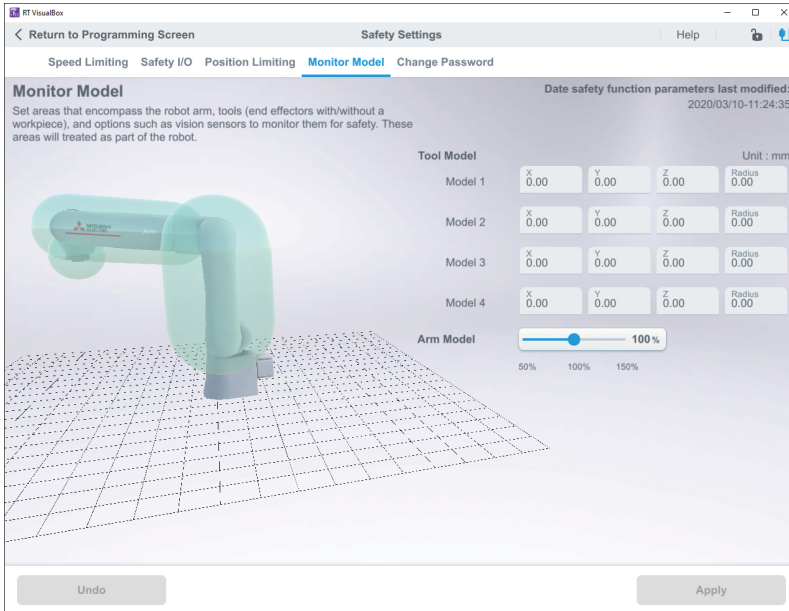 RT VisualBox
Return to Programming Screen
Safety Settings
Help
Speed Limiting Safety I/O Position Limiting Monitor Model Change Password
Monitor Model
Date safety function parameters last modified:
2020/03/10-11:24:35
Set areas that encompass the robot arm, tools (end effectors with/without a
workpiece), and options such as vision sensors to monitor them for safety. These
areas will treated as part of the robot.
Tool Model
Unit : mm
Model 1 X 0.00 Y 0.00 Z 0.00 Radius 0.00
Model 2 X 0.00 Y 0.00 Z 0.00 Radius 0.00
Model 3 X 0.00 Y 0.00 Z 0.00 Radius 0.00
Model 4 X 0.00 Y 0.00 Z 0.00 Radius 0.00
MITSUBISHI
ELECTRIC
Arm Model
100 %
50% 100% 150%
Undo
Apply